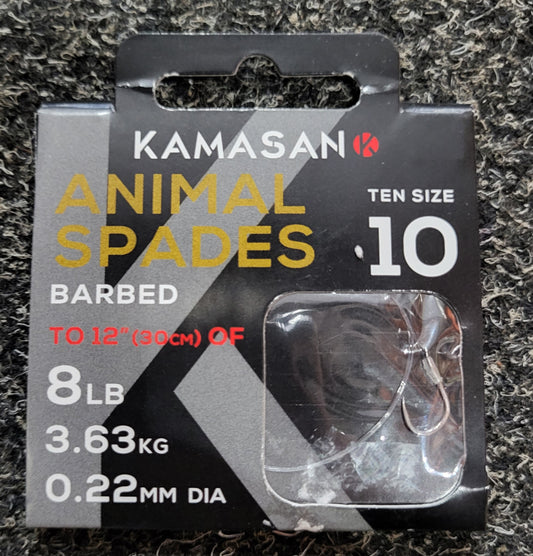 KAMASAN K
ANIMAL
SPADES
BARBED
TEN SIZE
10
TO 12" (30CM) OF
8LB
3.63KG
0.22MM DIA